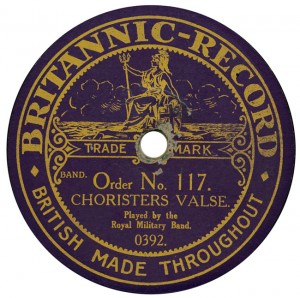 BRITANNIC-RECORD
TRADE MARK
BAND.
Order No. 117.
CHORISTERS VALSE.
Played by the
Royal Military Band.
0392.
• BRITISH MADE THROUGHOUT •